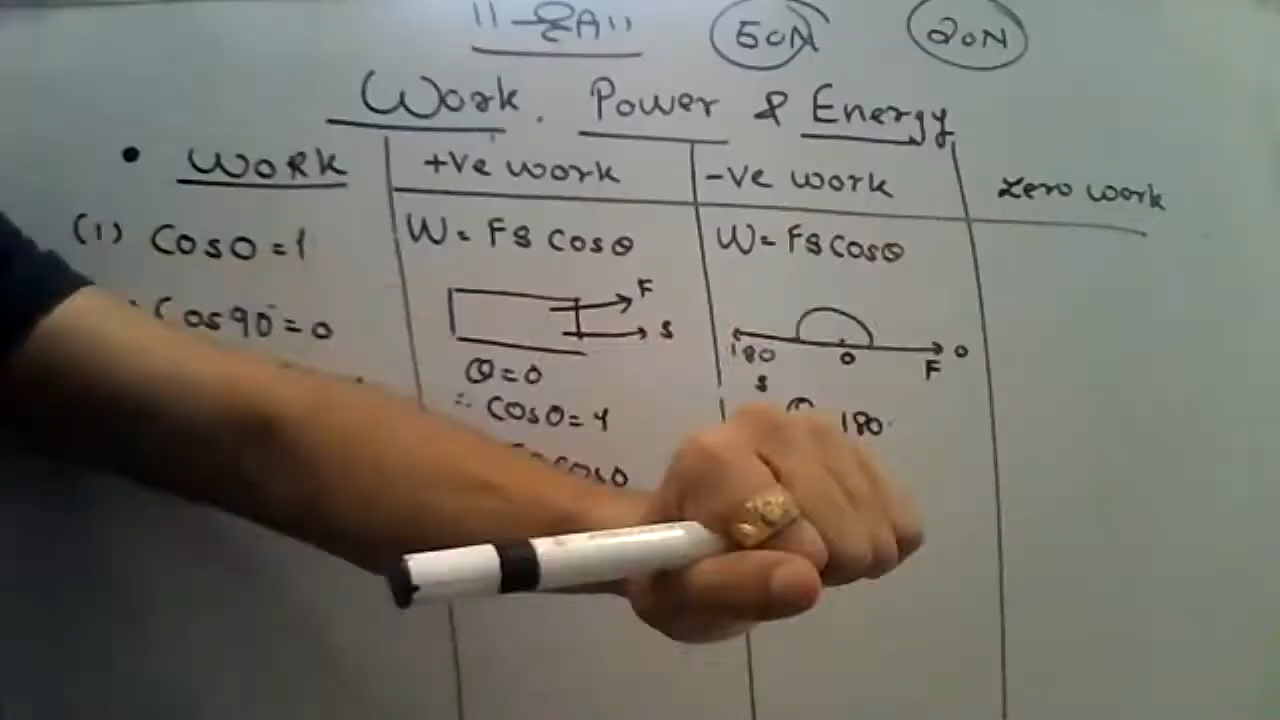 50N
20N
Work, Power & Energy
• WORK
+ve work
-ve work
Zero work
(1) Cos0=1
Cos90°=0
W=FS Cosθ
F
S
θ=0
∴ Cos0=1
cos0
W=FS Cosθ
180
0
0
F
S
180